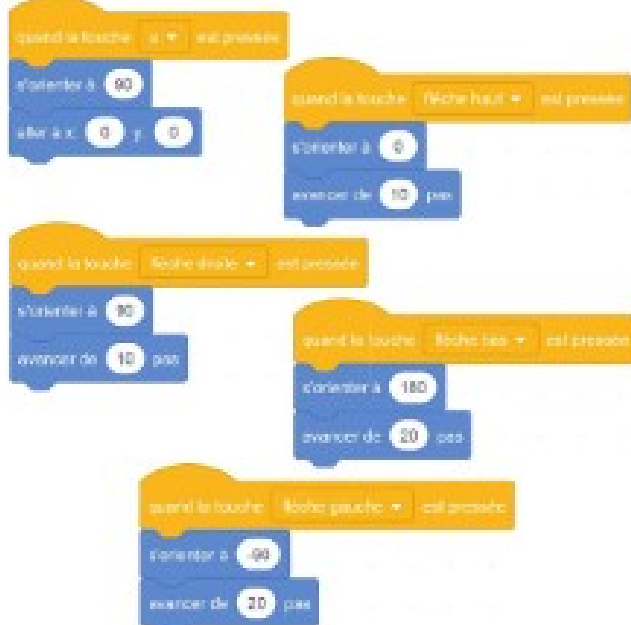 quand la touche a est pressée
s'orienter à 90
aller à x: 0 y: 0
quand la touche flèche haut est pressée
s'orienter à 0
avancer de 10 pas
quand la touche flèche droite est pressée
s'orienter à 90
avancer de 10 pas
quand la touche flèche bas est pressée
s'orienter à 180
avancer de 20 pas
quand la touche flèche gauche est pressée
s'orienter à -90
avancer de 20 pas